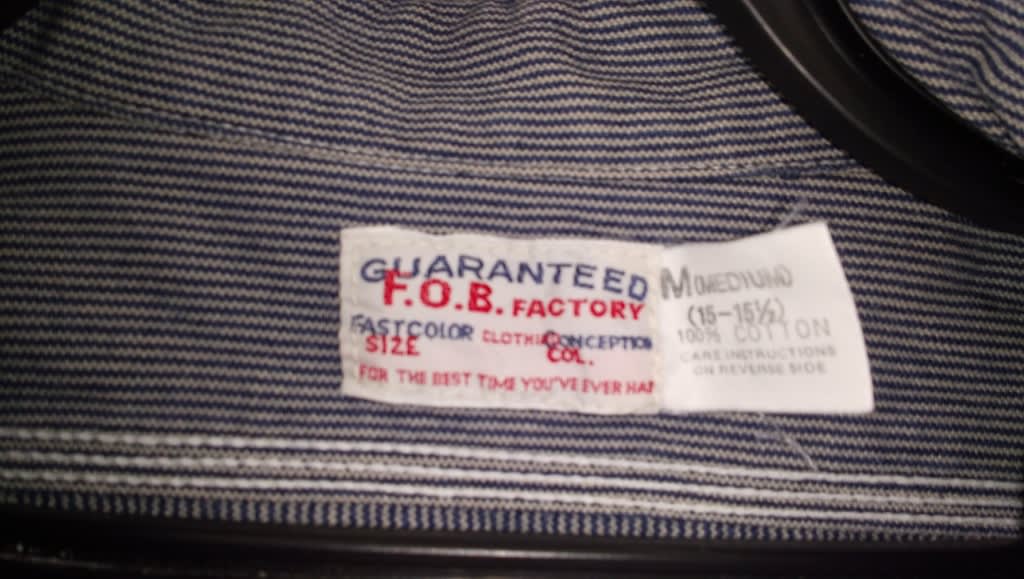 GUARANTEED
F.O.B. FACTORY
FASTCOLOR CLOTHING CONCEPTION
SIZE COL.
FOR THE BEST TIME YOU'VE EVER HAD
M (MEDIUM)
(15-15½)
100% COTTON
CARE INSTRUCTIONS
ON REVERSE SIDE